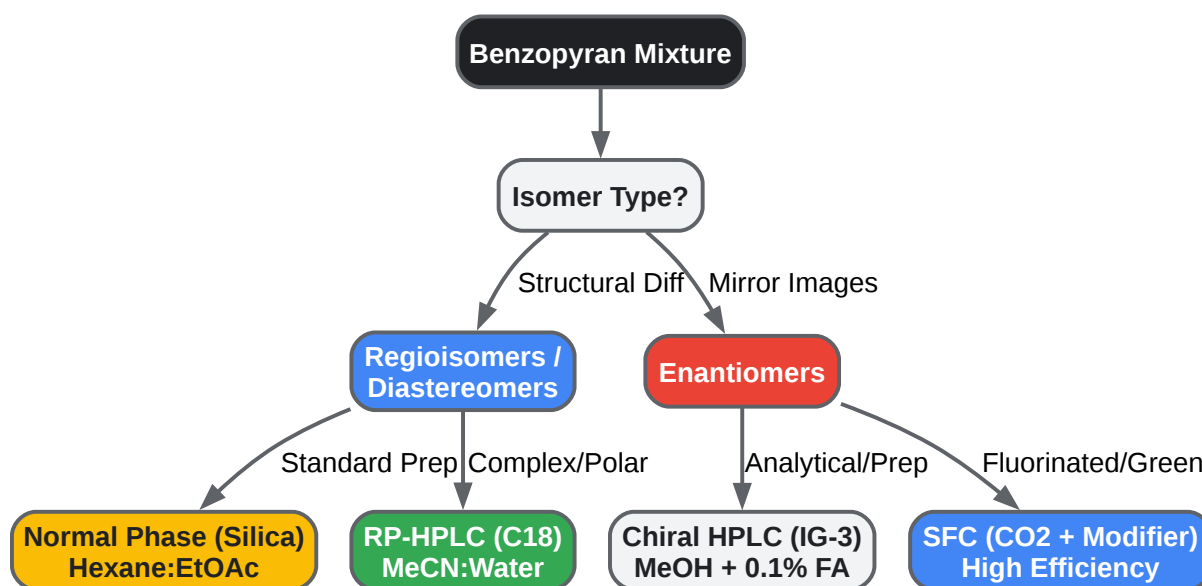 Benzopyran Mixture
Isomer Type?
Structural Diff
Mirror Images
Regioisomers /
Diastereomers
Enantiomers
Standard Prep
Complex/Polar
Analytical/Prep
Fluorinated/Green
Normal Phase (Silica)
Hexane:EtOAc
RP-HPLC (C18)
MeCN:Water
Chiral HPLC (IG-3)
MeOH + 0.1% FA
SFC (CO2 + Modifier)
High Efficiency